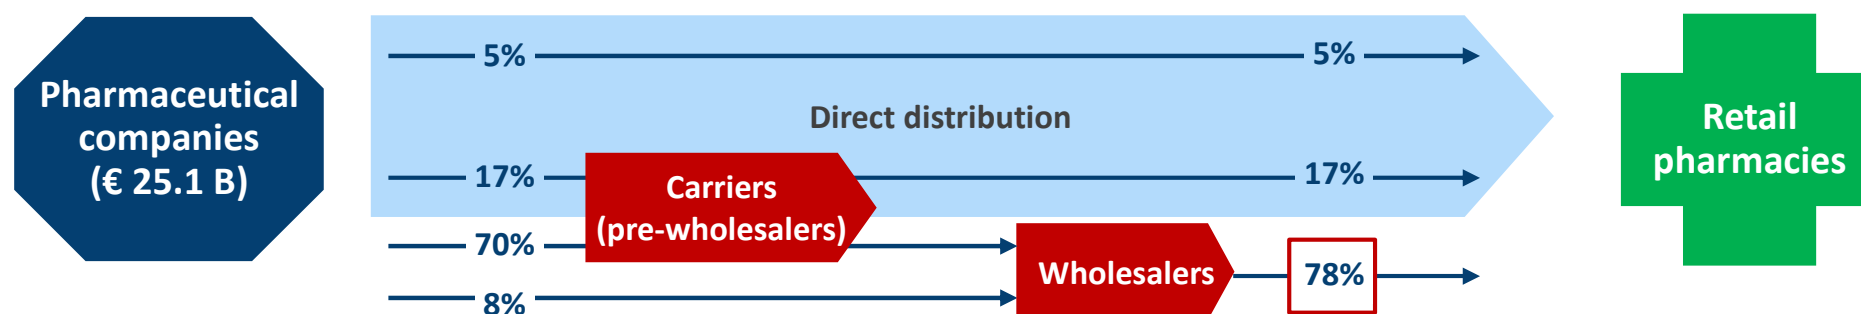 Pharmaceutical
companies
(€ 25.1 B)
5%
5%
Direct distribution
17%
17%
Carriers
(pre-wholesalers)
70%
8%
Wholesalers
78%
Retail
pharmacies